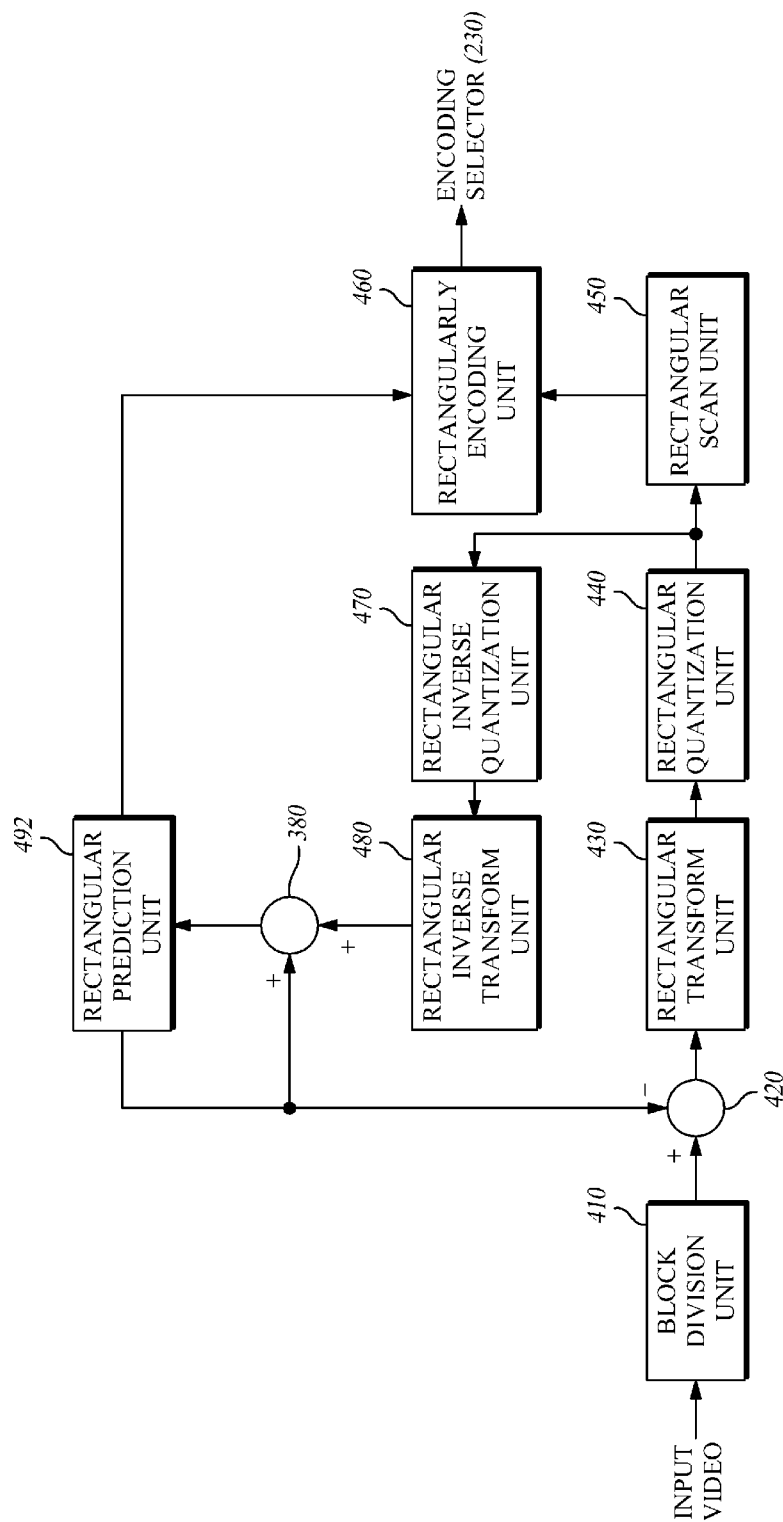 INPUT
VIDEO
410
BLOCK
DIVISION
UNIT
+
−
420
430
RECTANGULAR
TRANSFORM
UNIT
440
RECTANGULAR
QUANTIZATION
UNIT
450
RECTANGULAR
SCAN UNIT
460
RECTANGULARLY
ENCODING
UNIT
ENCODING
SELECTOR (230)
470
RECTANGULAR
INVERSE
QUANTIZATION
UNIT
480
RECTANGULAR
INVERSE
TRANSFORM
UNIT
+
+
380
492
RECTANGULAR
PREDICTION
UNIT